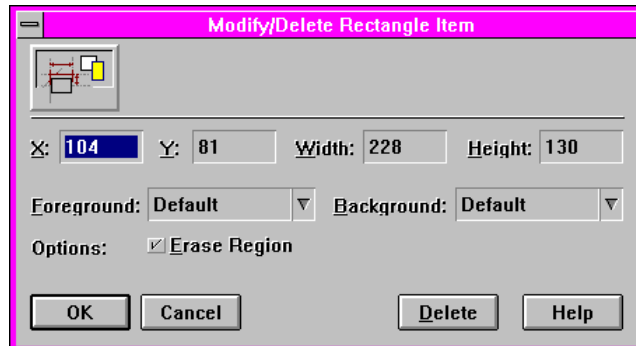 Modify/Delete Rectangle Item
X: 104 Y: 81 Width: 228 Height: 130
Foreground: Default Background: Default
Options: Erase Region
OK Cancel Delete Help